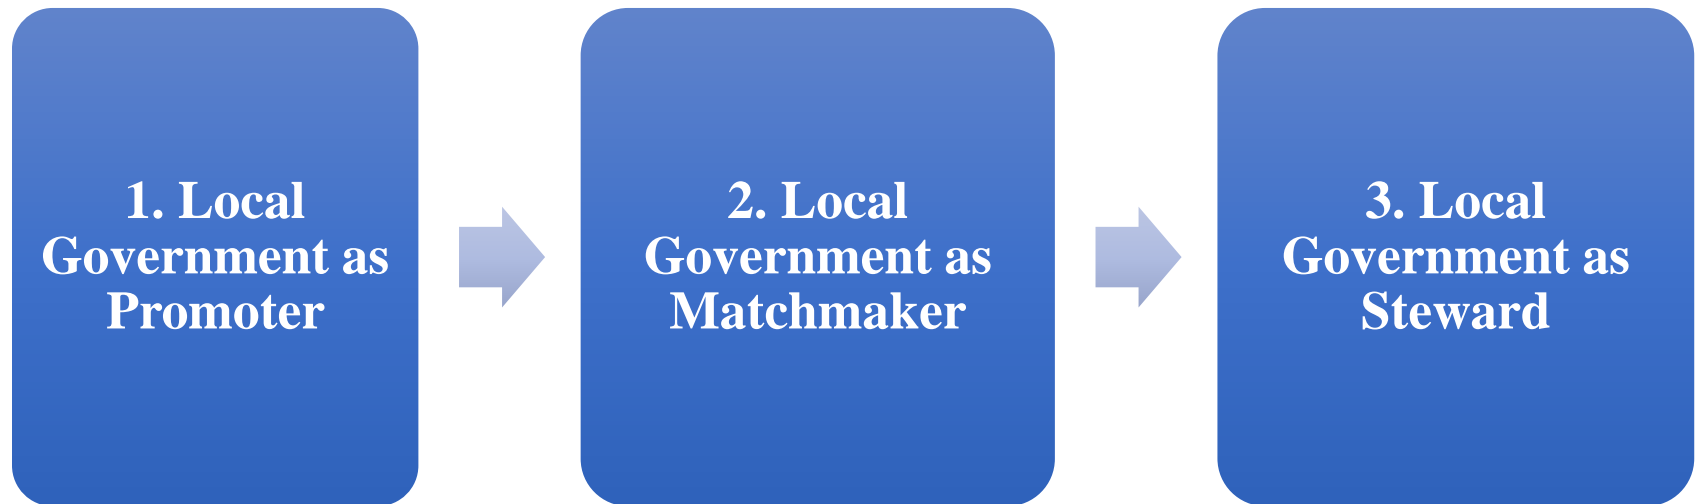 1. Local
Government as
Promoter
2. Local
Government as
Matchmaker
3. Local
Government as
Steward